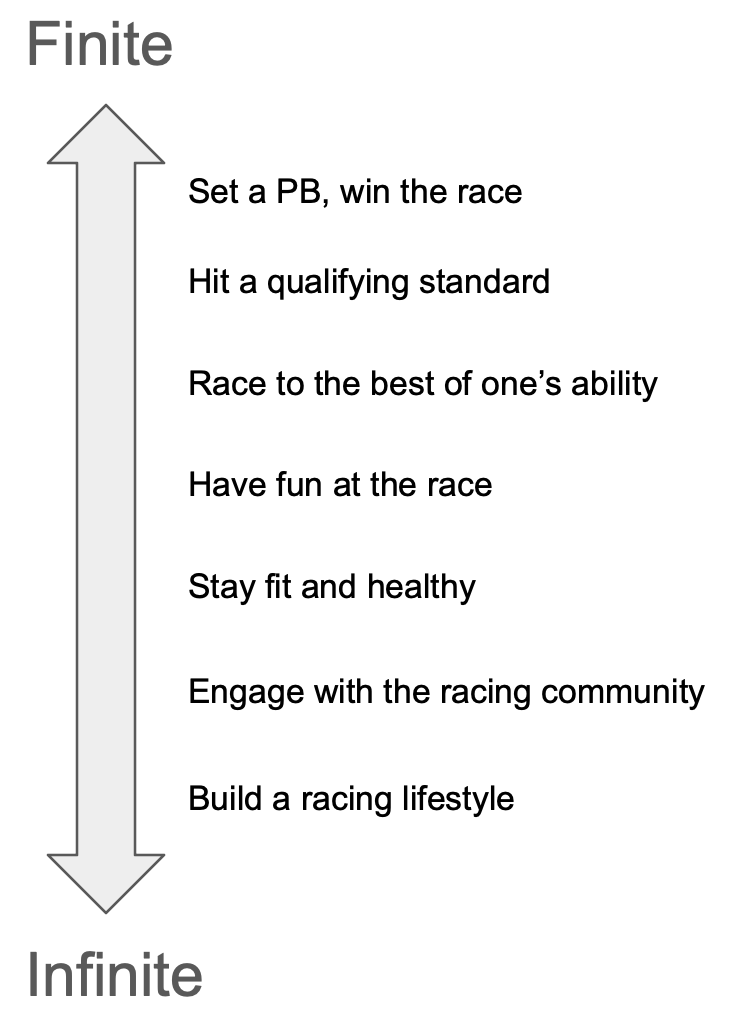 Finite
Set a PB, win the race
Hit a qualifying standard
Race to the best of one’s ability
Have fun at the race
Stay fit and healthy
Engage with the racing community
Build a racing lifestyle
Infinite